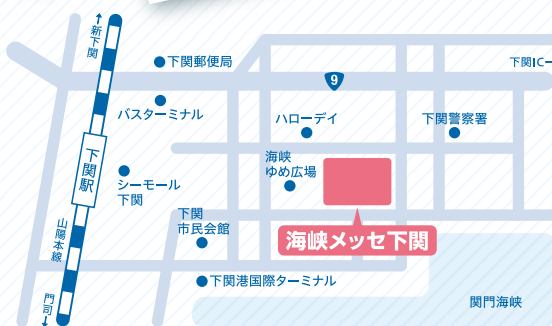 新下関
下関郵便局
9
下関IC
バスターミナル
ハローデイ
下関警察署
下関駅
シーモール
下関
海峡
ゆめ広場
下関
市民会館
海峡メッセ下関
山陽本線
下関港国際ターミナル
関門海峡
門司